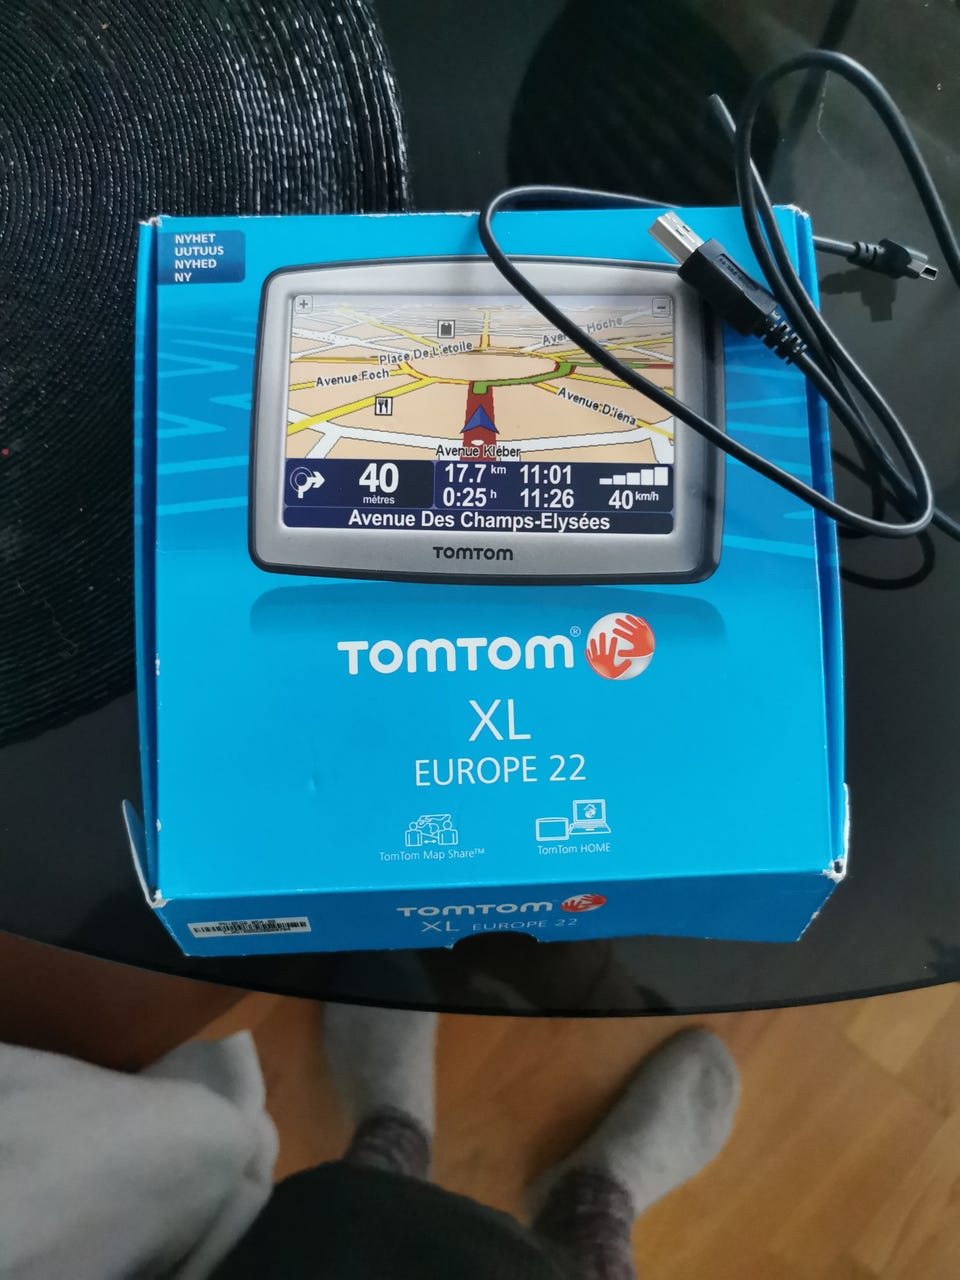 NYHET
UUTUUS
NYHED
NY
+
−
Avenue Hoche
Place De L'etoile
Avenue Foch
Avenue D'Iéna
Avenue Kléber
40
mètres
17.7 km 11:01
0:25 h 11:26
40 km/h
Avenue Des Champs-Elysées
TOMTOM
TOMTOM®
XL
EUROPE 22
TomTom Map Share™
TomTom HOME
TOMTOM
XL EUROPE 22